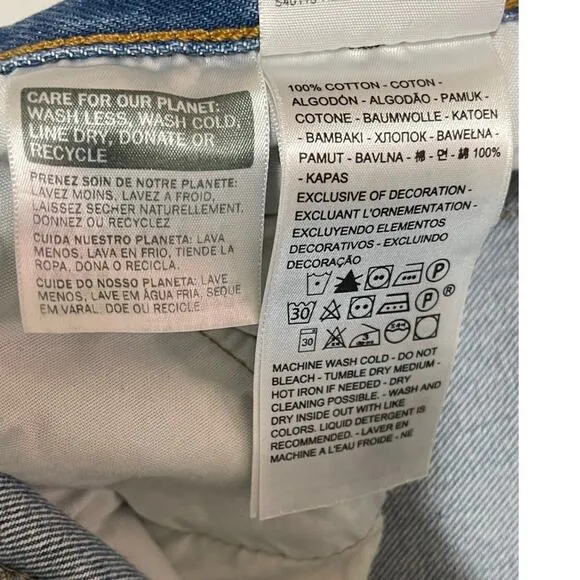 CARE FOR OUR PLANET:
WASH LESS, WASH COLD,
LINE DRY, DONATE OR
RECYCLE
PRENEZ SOIN DE NOTRE PLANETE:
LAVEZ MOINS, LAVEZ A FROID,
LAISSEZ SECHER NATURELLEMENT,
DONNEZ OU RECYCLEZ
CUIDA NUESTRO PLANETA: LAVA
MENOS, LAVA EN FRIO, TIENDE LA
ROPA, DONA O RECICLA.
CUIDE DO NOSSO PLANETA: LAVE
MENOS, LAVE EM ÁGUA FRIA, SEQUE
EM VARAL, DOE OU RECICLE.
100% COTTON - COTON -
ALGODÓN - ALGODÃO - PAMUK -
COTONE - BAUMWOLLE - KATOEN
- BAMBAKI - ХЛОПОК - BAWEŁNA -
PAMUT - BAVLNA - 棉 - 면 - 綿 100%
- KAPAS
EXCLUSIVE OF DECORATION -
EXCLUANT L'ORNEMENTATION -
EXCLUYENDO ELEMENTOS
DECORATIVOS - EXCLUINDO
DECORAÇÃO
P
30 P ®
30
MACHINE WASH COLD - DO NOT
BLEACH - TUMBLE DRY MEDIUM -
HOT IRON IF NEEDED - DRY
CLEANING POSSIBLE. - WASH AND
DRY INSIDE OUT WITH LIKE
COLORS. LIQUID DETERGENT IS
RECOMMENDED. - LAVER EN
MACHINE A L'EAU FROIDE - NE